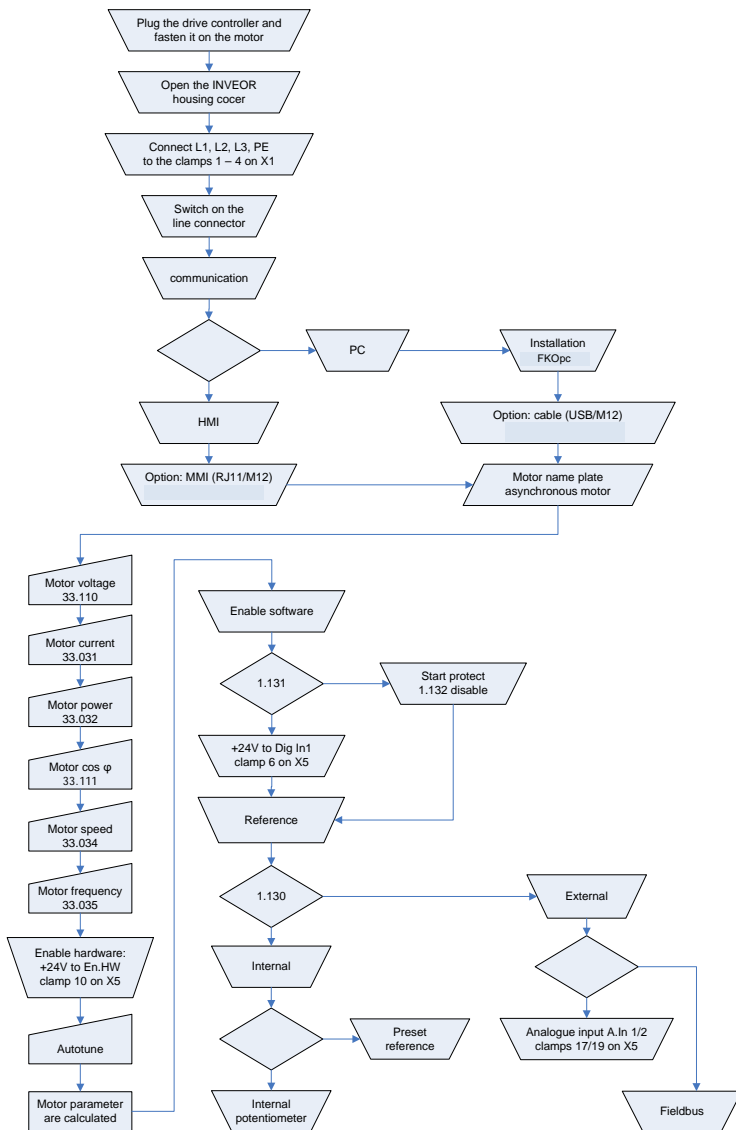 Plug the drive controller and
fasten it on the motor
Open the INVEOR
housing cocer
Connect L1, L2, L3, PE
to the clamps 1 – 4 on X1
Switch on the
line connector
communication
PC
Installation
FKOpc
HMI
Option: cable (USB/M12)
Option: MMI (RJ11/M12)
Motor name plate
asynchronous motor
Motor voltage
33.110
Motor current
33.031
Motor power
33.032
Motor cos φ
33.111
Motor speed
33.034
Motor frequency
33.035
Enable hardware:
+24V to En.HW
clamp 10 on X5
Autotune
Motor parameter
are calculated
Enable software
1.131
Start protect
1.132 disable
+24V to Dig In1
clamp 6 on X5
Reference
1.130
External
Internal
Preset
reference
Analogue input A.In 1/2
clamps 17/19 on X5
Internal
potentiometer
Fieldbus